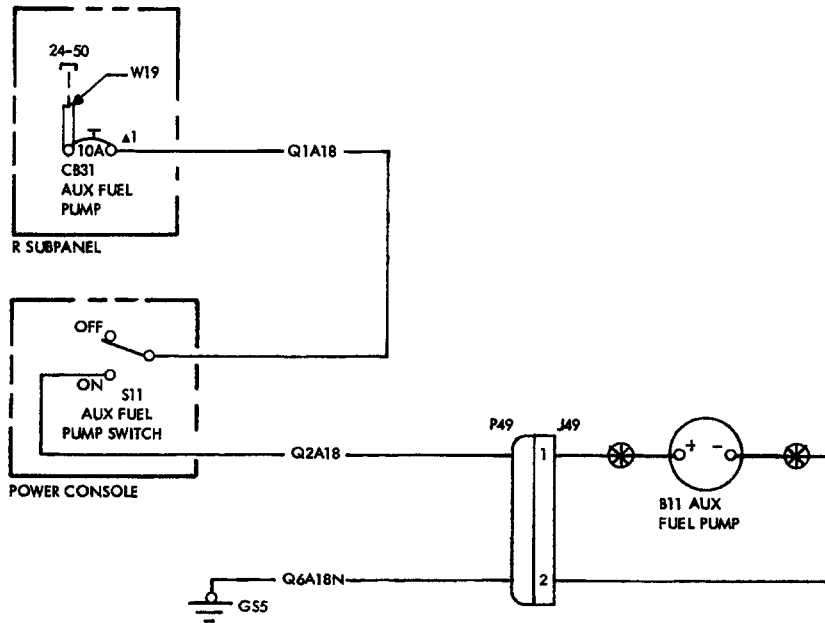 24-50
W19
▲1
10A
Q1A18
CB31
AUX FUEL
PUMP
R SUBPANEL
OFF
ON
S11
AUX FUEL
PUMP SWITCH
P49
J49
Q2A18
1
+
-
POWER CONSOLE
B11 AUX
FUEL PUMP
Q6A18N
2
GS5